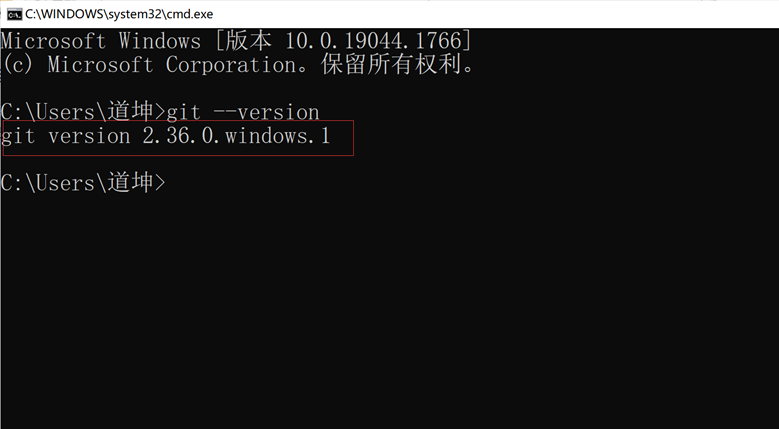 C:\WINDOWS\system32\cmd.exe
Microsoft Windows [版本 10.0.19044.1766]
(c) Microsoft Corporation。保留所有权利。
C:\Users\道坤>git --version
git version 2.36.0.windows.1
C:\Users\道坤>